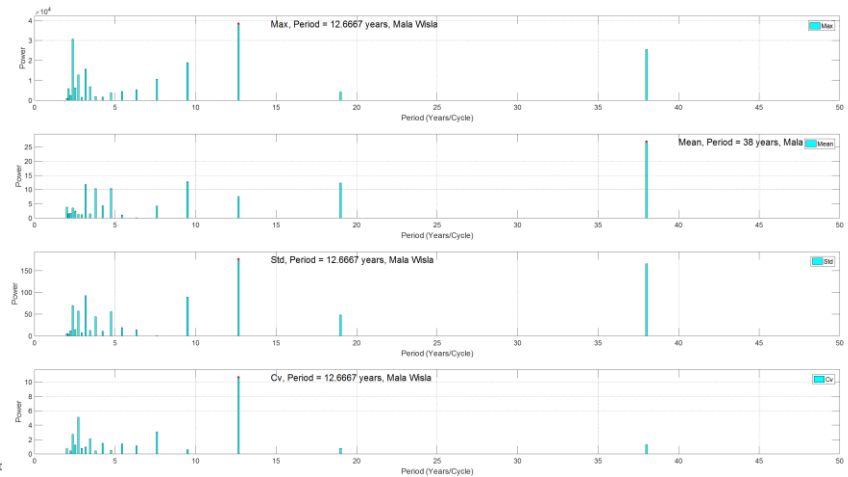 ×10⁴
Max, Period = 12.6667 years, Mala Wisla
Max
4
3
2
1
0
Power
0 5 10 15 20 25 30 35 40 45 50
Period (Years/Cycle)
Mean, Period = 38 years, Mala
Mean
25
20
15
10
5
0
Power
0 5 10 15 20 25 30 35 40 45 50
Period (Years/Cycle)
Std, Period = 12.6667 years, Mala Wisla
Std
150
100
50
0
Power
0 5 10 15 20 25 30 35 40 45 50
Period (Years/Cycle)
Cv, Period = 12.6667 years, Mala Wisla
Cv
10
8
6
4
2
0
Power
0 5 10 15 20 25 30 35 40 45 50
Period (Years/Cycle)